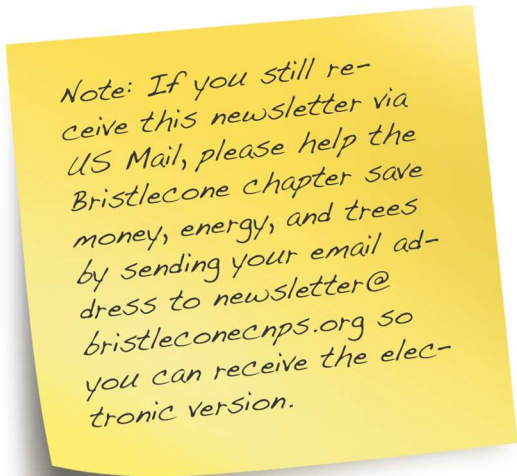 Note: If you still re-
ceive this newsletter via
US Mail, please help the
Bristlecone chapter save
money, energy, and trees
by sending your email ad-
dress to newsletter@
bristleconecnps.org so
you can receive the elec-
tronic version.